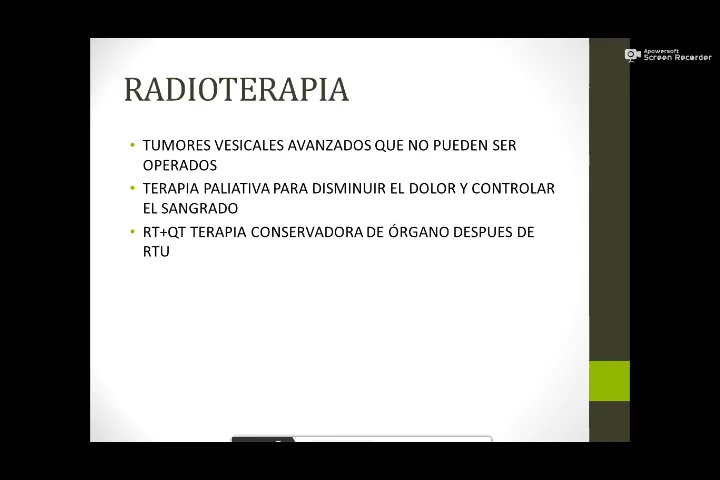 Apowersoft
Screen Recorder
RADIOTERAPIA
• TUMORES VESICALES AVANZADOS QUE NO PUEDEN SER
OPERADOS
• TERAPIA PALIATIVA PARA DISMINUIR EL DOLOR Y CONTROLAR
EL SANGRADO
• RT+QT TERAPIA CONSERVADORA DE ÓRGANO DESPUES DE
RTU